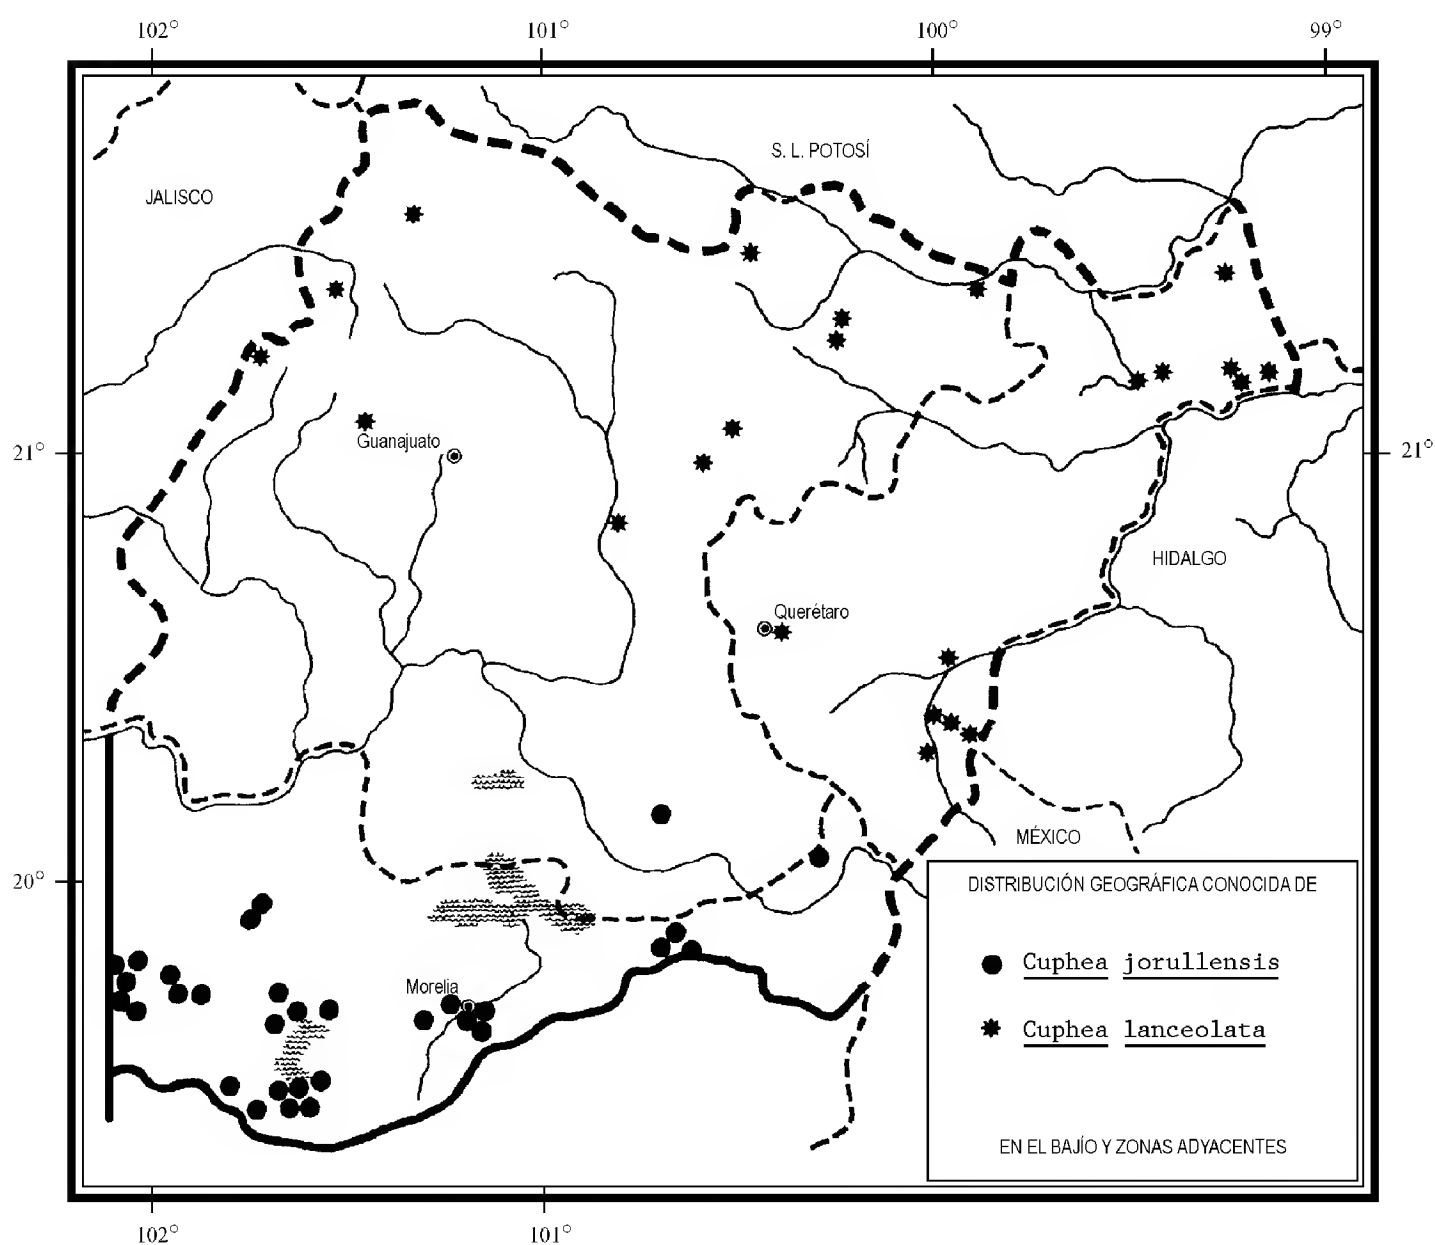 102° 101° 100° 99°
S. L. POTOSÍ
JALISCO
Guanajuato
21° 21°
HIDALGO
Querétaro
MÉXICO
20°
DISTRIBUCIÓN GEOGRÁFICA CONOCIDA DE
Cuphea jorullensis
Morelia
Cuphea lanceolata
EN EL BAJÍO Y ZONAS ADYACENTES
102° 101°